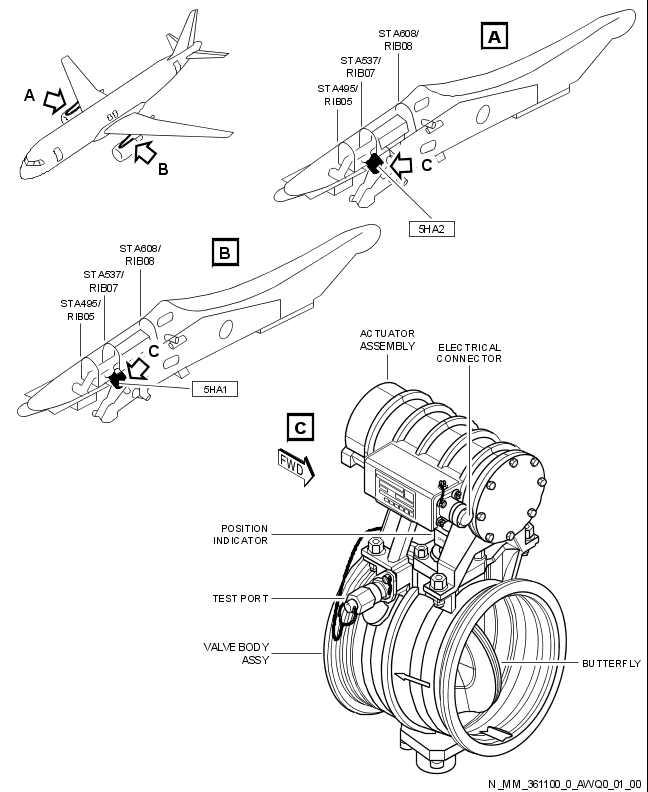 A
B
A
STA608/
RIB08
STA537/
RIB07
STA495/
RIB05
C
5HA2
B
STA608/
RIB08
STA537/
RIB07
STA495/
RIB05
C
5HA1
C
FWD
ACTUATOR
ASSEMBLY
ELECTRICAL
CONNECTOR
POSITION
INDICATOR
TEST PORT
VALVE BODY
ASSY
BUTTERFLY
N_MM_361100_0_AWQ0_01_00